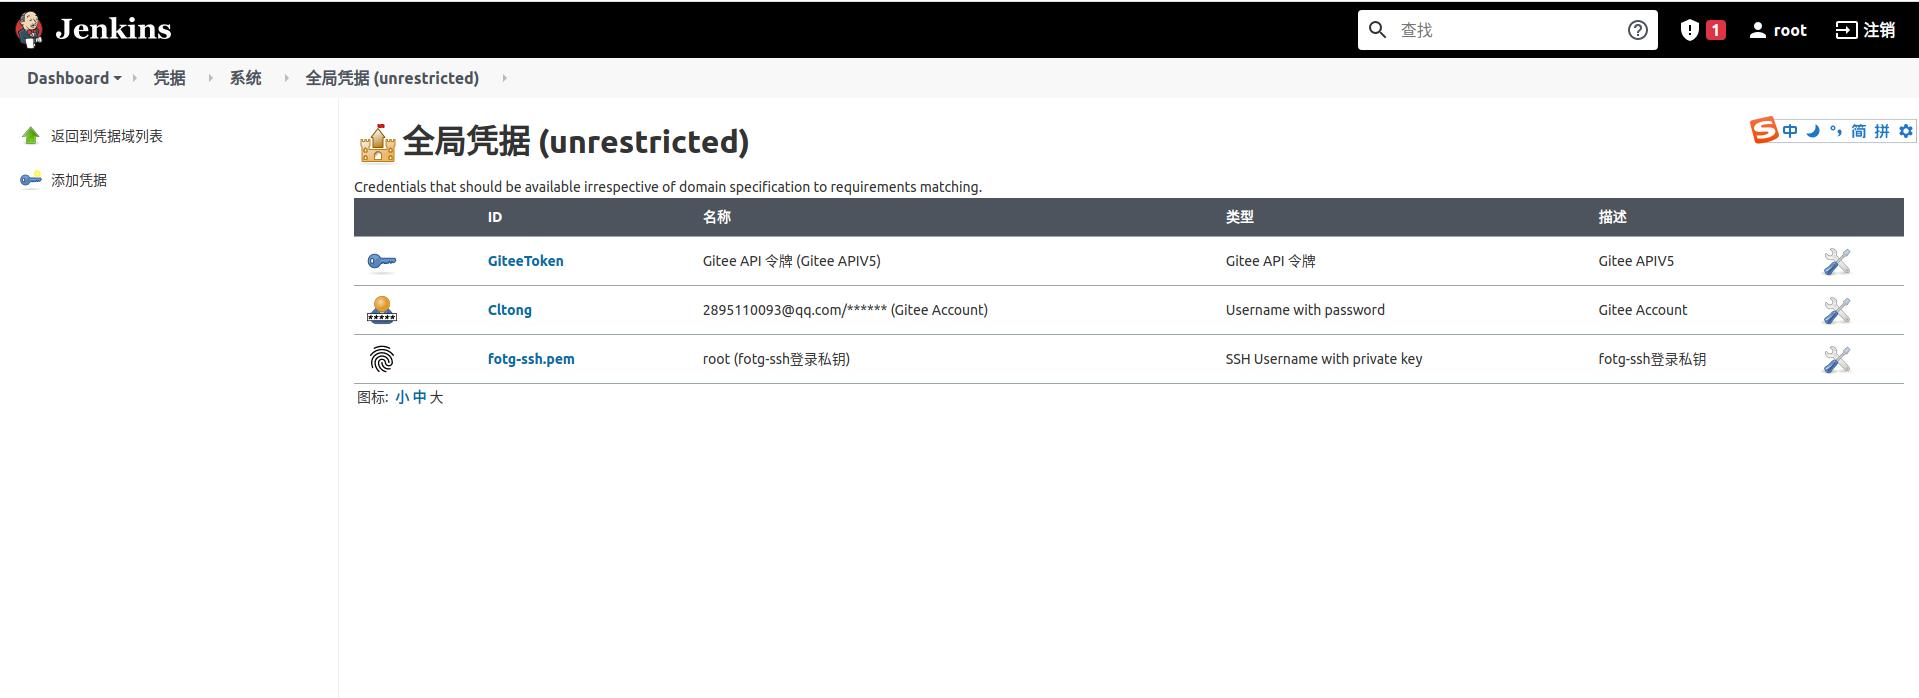 Jenkins 查找 1 root 注销
Dashboard 凭据 系统 全局凭据 (unrestricted)
返回到凭据域列表
添加凭据
全局凭据 (unrestricted)
中 °, 简 拼
Credentials that should be available irrespective of domain specification to requirements matching.
ID 名称 类型 描述
GiteeToken Gitee API 令牌 (Gitee APIV5) Gitee API 令牌 Gitee APIV5
Cltong 2895110093@qq.com/****** (Gitee Account) Username with password Gitee Account
fotg-ssh.pem root (fotg-ssh登录私钥) SSH Username with private key fotg-ssh登录私钥
图标: 小 中 大